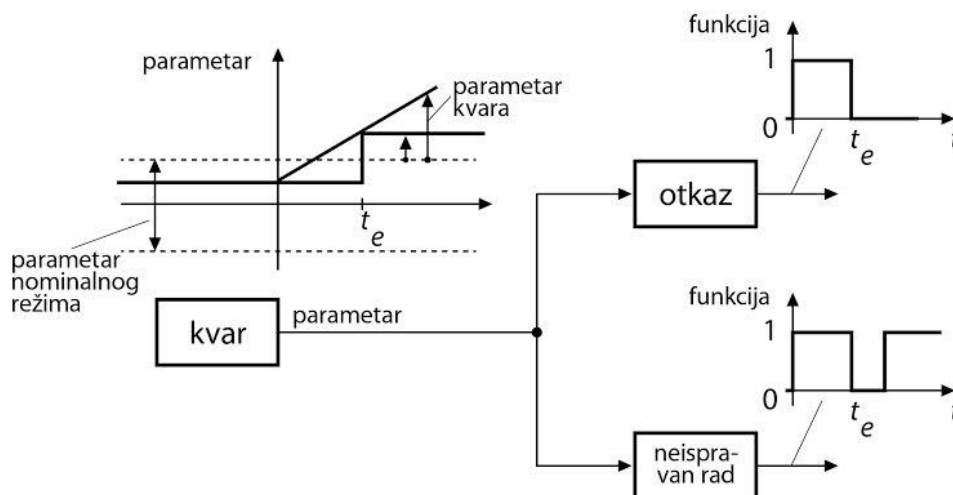 parametar
parametar
kvara
t e
parametar
nominalnog
režima
kvar
parametar
funkcija
1
0
t e
t
otkaz
funkcija
1
0
t e
t
neispra-
van rad